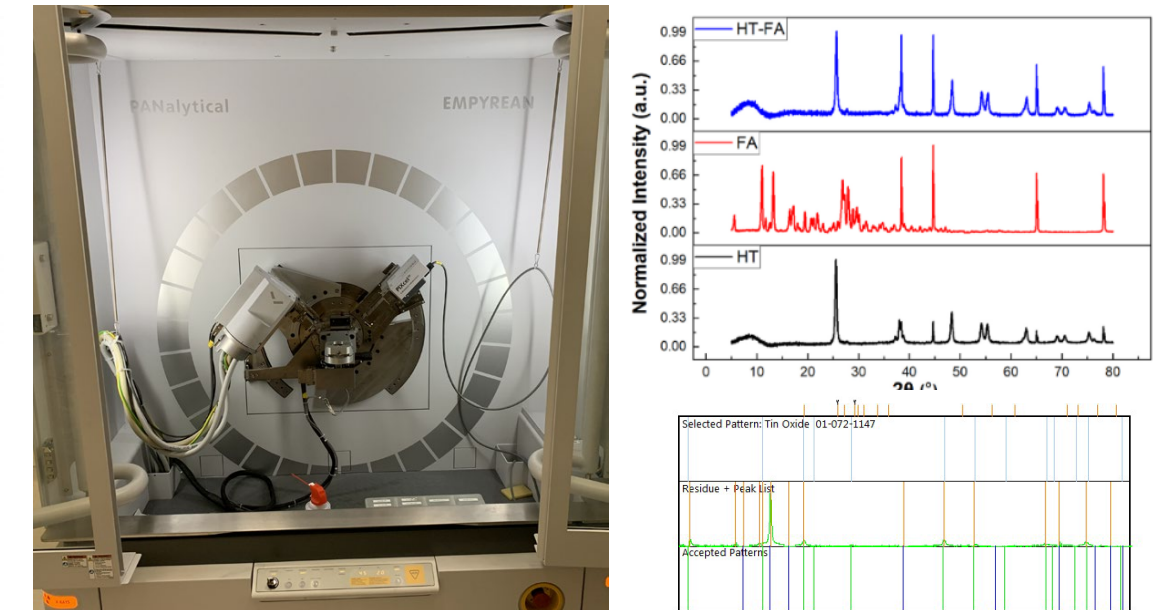 PANalytical
EMPYREAN
PIXcel
Normalized Intensity (a.u.)
HT-FA
0.99
0.66
0.33
0.00
FA
0.99
0.66
0.33
0.00
HT
0.99
0.66
0.33
0.00
0 10 20 30 40 50 60 70 80
2θ (°)
Selected Pattern: Tin Oxide 01-072-1147
Residue + Peak List
Accepted Patterns